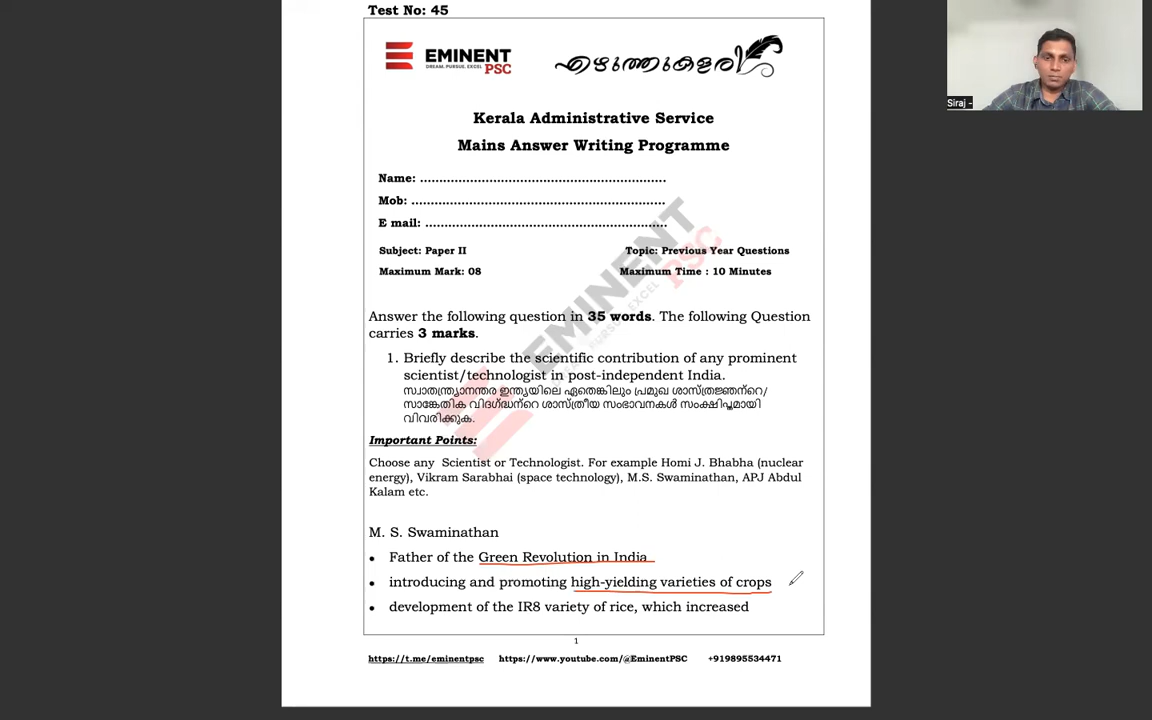 Test No: 45
EMINENT
DREAM. PURSUE. EXCEL
PSC
എഴുത്തുകളരി
Siraj -
Kerala Administrative Service
Mains Answer Writing Programme
Name: ..............................................................
Mob: ................................................................
E mail: .............................................................
Subject: Paper II Topic: Previous Year Questions
Maximum Mark: 08 Maximum Time : 10 Minutes
EMINENT
PSC
PURSUE. EXCEL
Answer the following question in 35 words. The following Question
carries 3 marks.
1. Briefly describe the scientific contribution of any prominent
scientist/technologist in post-independent India.
സ്വാതന്ത്ര്യാനന്തര ഇന്ത്യയിലെ ഏതെങ്കിലും പ്രമുഖ ശാസ്ത്രജ്ഞന്റെ/
സാങ്കേതിക വിദഗ്ദ്ധന്റെ ശാസ്ത്രീയ സംഭാവനകൾ സംക്ഷിപ്തമായി
വിവരിക്കുക.
Important Points:
Choose any Scientist or Technologist. For example Homi J. Bhabha (nuclear
energy), Vikram Sarabhai (space technology), M.S. Swaminathan, APJ Abdul
Kalam etc.
M. S. Swaminathan
• Father of the Green Revolution in India
• introducing and promoting high-yielding varieties of crops
• development of the IR8 variety of rice, which increased
1
https://t.me/eminentpsc https://www.youtube.com/@EminentPSC +919895534471